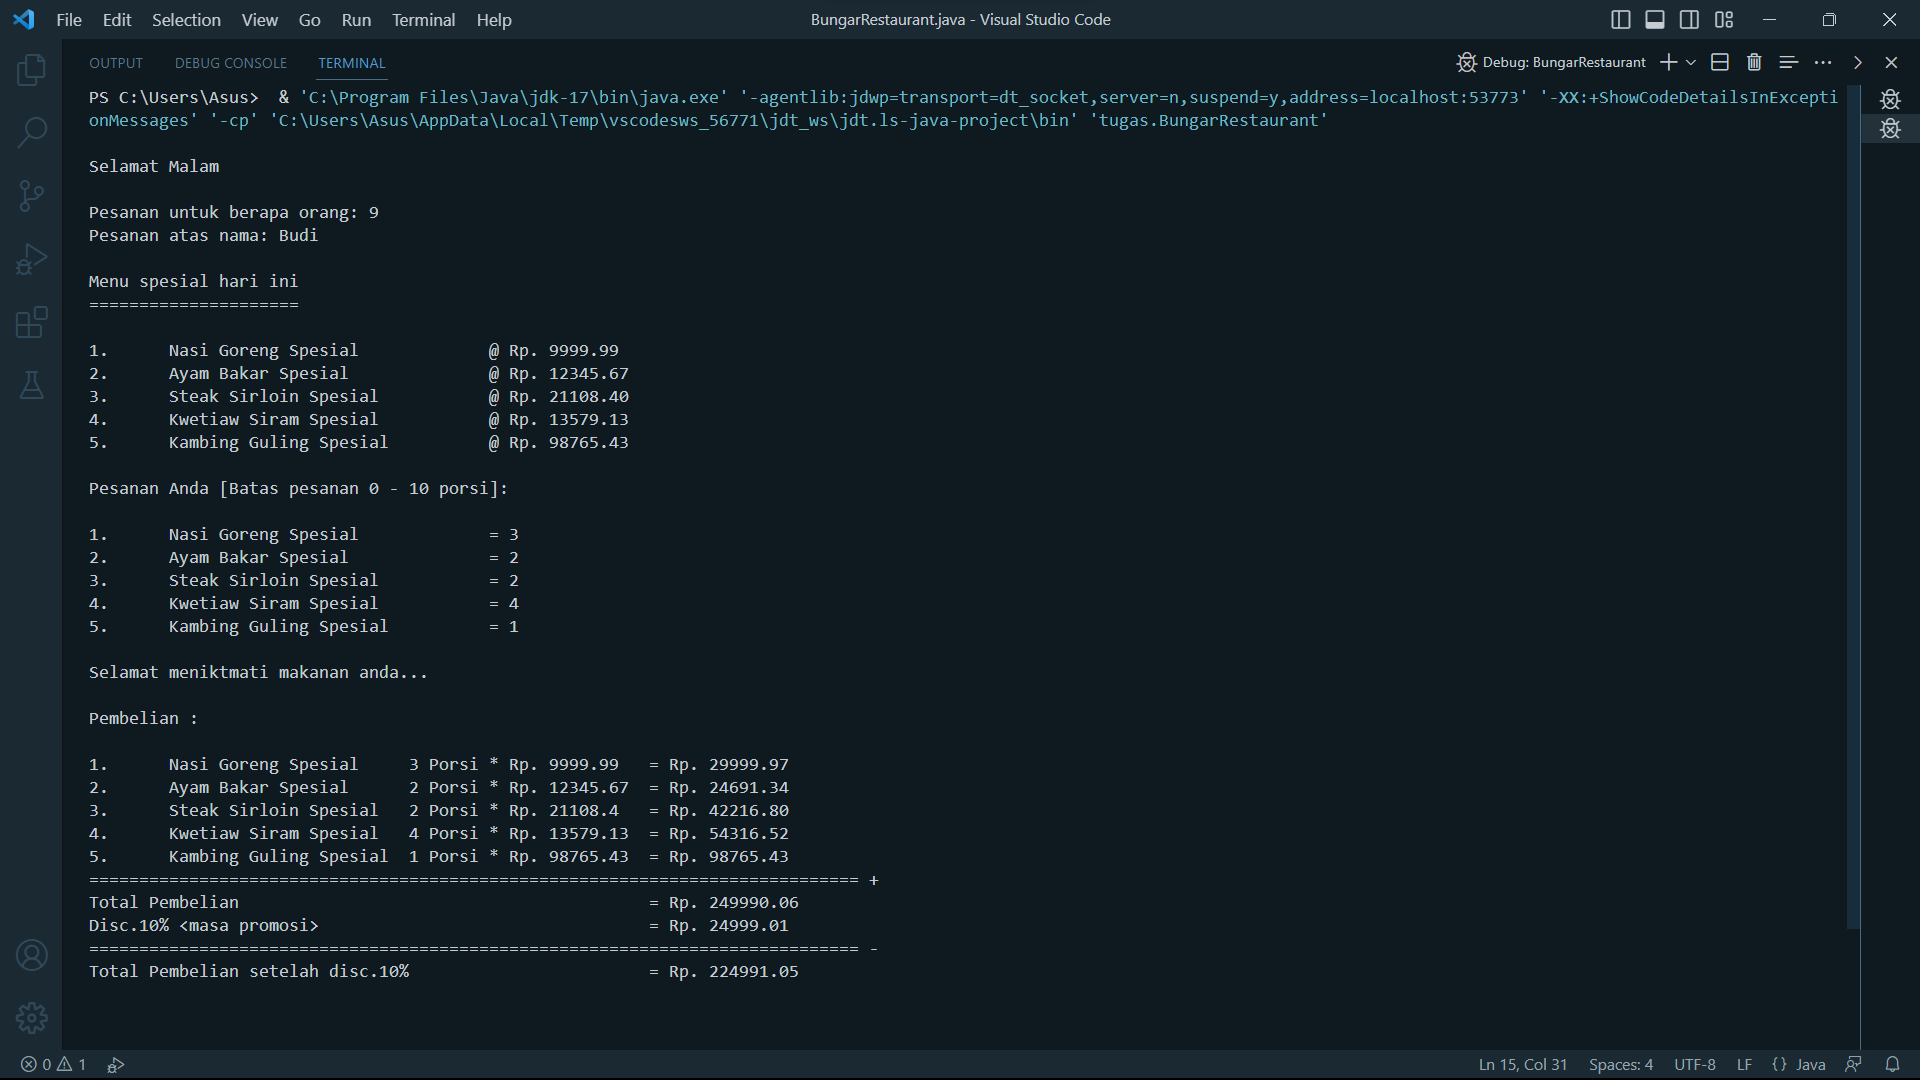 File Edit Selection View Go Run Terminal Help BungarRestaurant.java - Visual Studio Code
OUTPUT DEBUG CONSOLE TERMINAL Debug: BungarRestaurant
PS C:\Users\Asus>  & 'C:\Program Files\Java\jdk-17\bin\java.exe' '-agentlib:jdwp=transport=dt_socket,server=n,suspend=y,address=localhost:53773' '-XX:+ShowCodeDetailsInExcepti
onMessages' '-cp' 'C:\Users\Asus\AppData\Local\Temp\vscodesws_56771\jdt_ws\jdt.ls-java-project\bin' 'tugas.BungarRestaurant'
Selamat Malam
Pesanan untuk berapa orang: 9
Pesanan atas nama: Budi
Menu spesial hari ini
=====================
1.      Nasi Goreng Spesial             @ Rp. 9999.99
2.      Ayam Bakar Spesial              @ Rp. 12345.67
3.      Steak Sirloin Spesial           @ Rp. 21108.40
4.      Kwetiaw Siram Spesial           @ Rp. 13579.13
5.      Kambing Guling Spesial          @ Rp. 98765.43
Pesanan Anda [Batas pesanan 0 - 10 porsi]:
1.      Nasi Goreng Spesial             = 3
2.      Ayam Bakar Spesial              = 2
3.      Steak Sirloin Spesial           = 2
4.      Kwetiaw Siram Spesial           = 4
5.      Kambing Guling Spesial          = 1
Selamat meniktmati makanan anda...
Pembelian :
1.      Nasi Goreng Spesial     3 Porsi * Rp. 9999.99   = Rp. 29999.97
2.      Ayam Bakar Spesial      2 Porsi * Rp. 12345.67  = Rp. 24691.34
3.      Steak Sirloin Spesial   2 Porsi * Rp. 21108.4   = Rp. 42216.80
4.      Kwetiaw Siram Spesial   4 Porsi * Rp. 13579.13  = Rp. 54316.52
5.      Kambing Guling Spesial  1 Porsi * Rp. 98765.43  = Rp. 98765.43
============================================================================= +
Total Pembelian                                         = Rp. 249990.06
Disc.10% <masa promosi>                                 = Rp. 24999.01
============================================================================= -
Total Pembelian setelah disc.10%                        = Rp. 224991.05
0 1 Ln 15, Col 31 Spaces: 4 UTF-8 LF {} Java